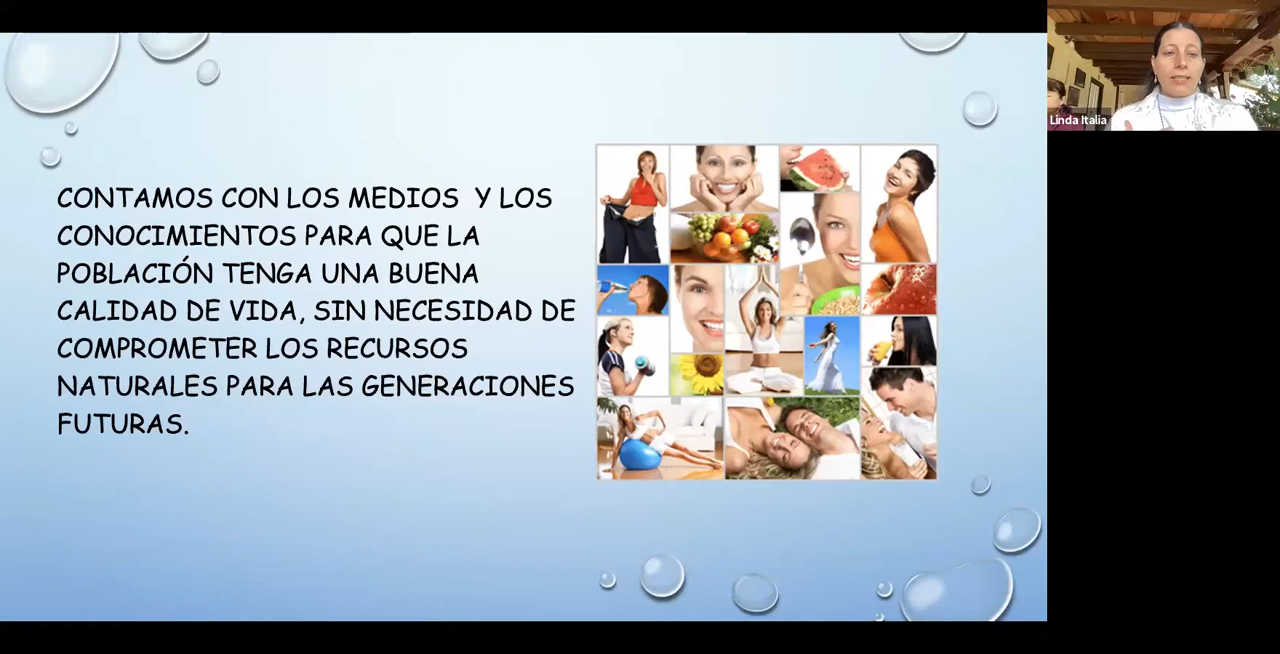 CONTAMOS CON LOS MEDIOS  Y LOS
CONOCIMIENTOS PARA QUE LA
POBLACIÓN TENGA UNA BUENA
CALIDAD DE VIDA, SIN NECESIDAD DE
COMPROMETER LOS RECURSOS
NATURALES PARA LAS GENERACIONES
FUTURAS.
Linda Italia